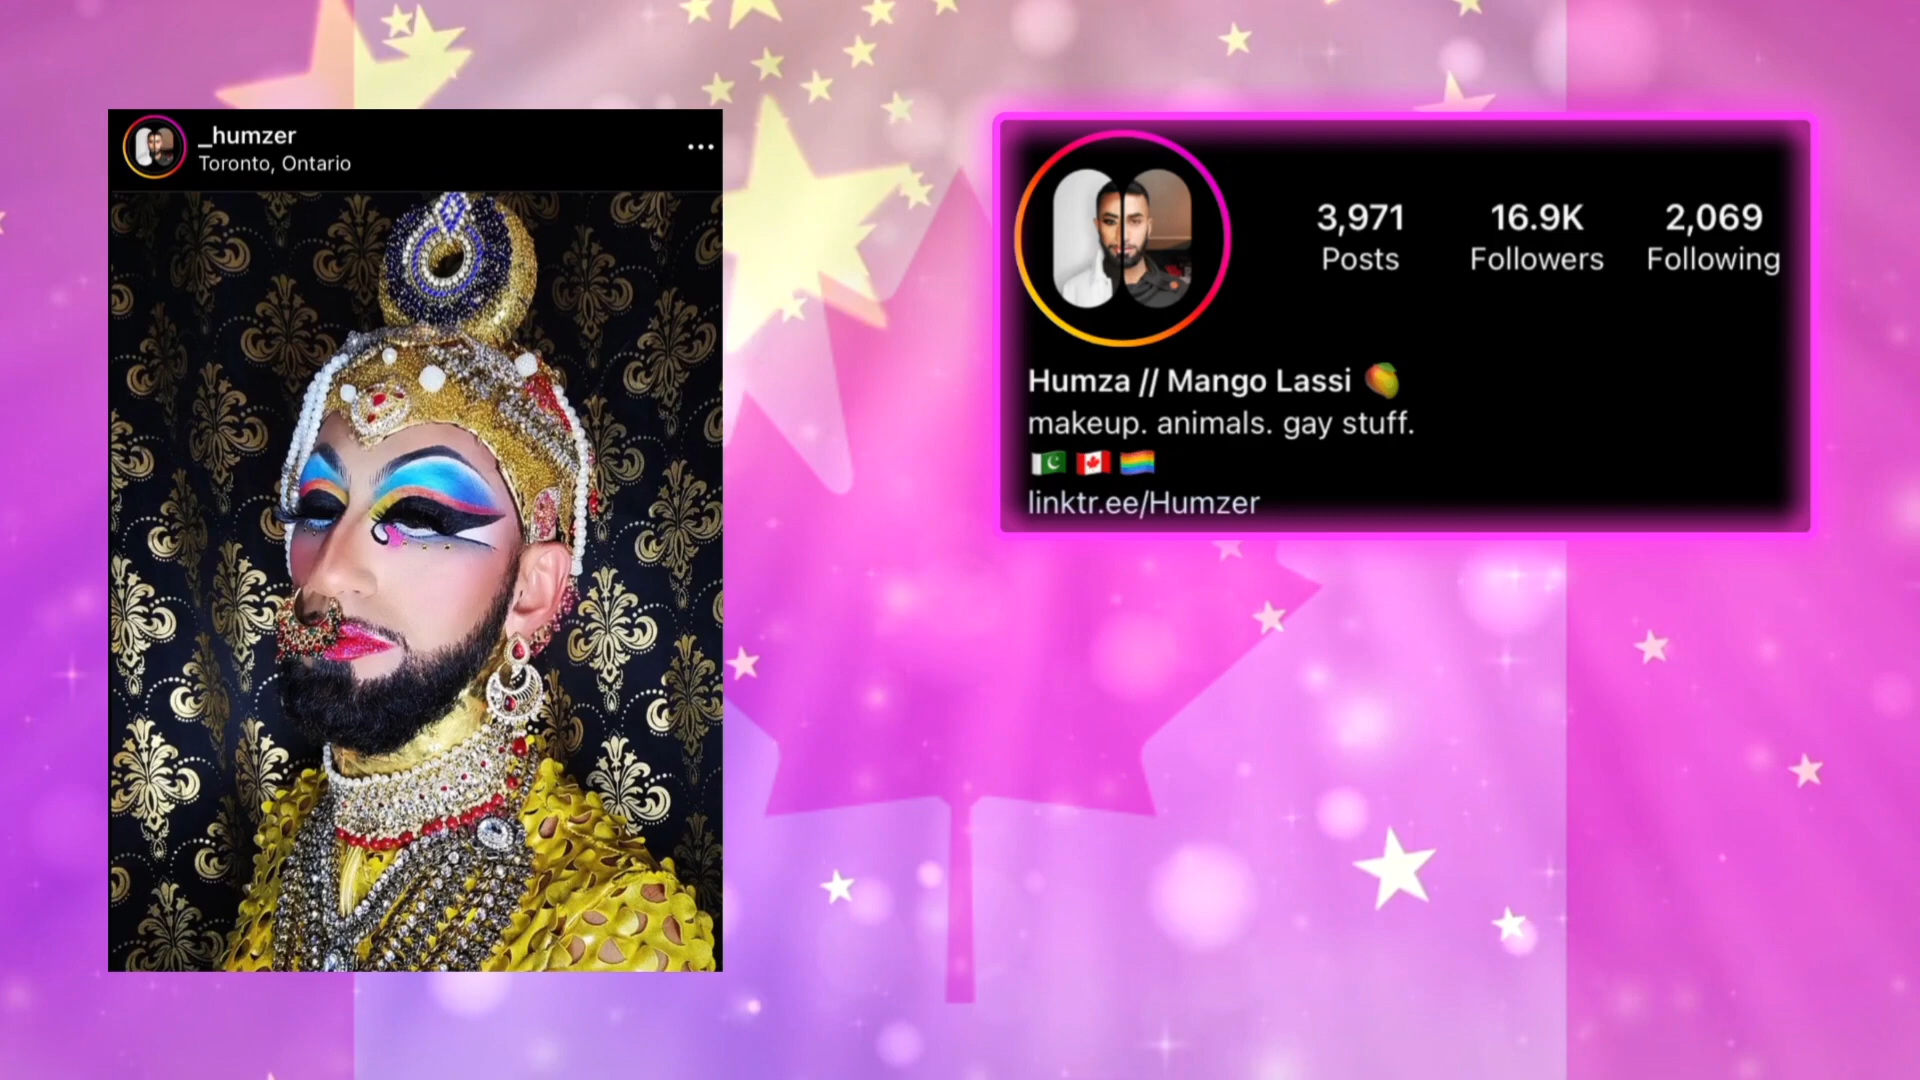 _humzer
Toronto, Ontario
3,971 16.9K 2,069
Posts Followers Following
Humza // Mango Lassi 🥭
makeup. animals. gay stuff.
🇵🇰 🇨🇦 🏳️‍🌈
linktr.ee/Humzer